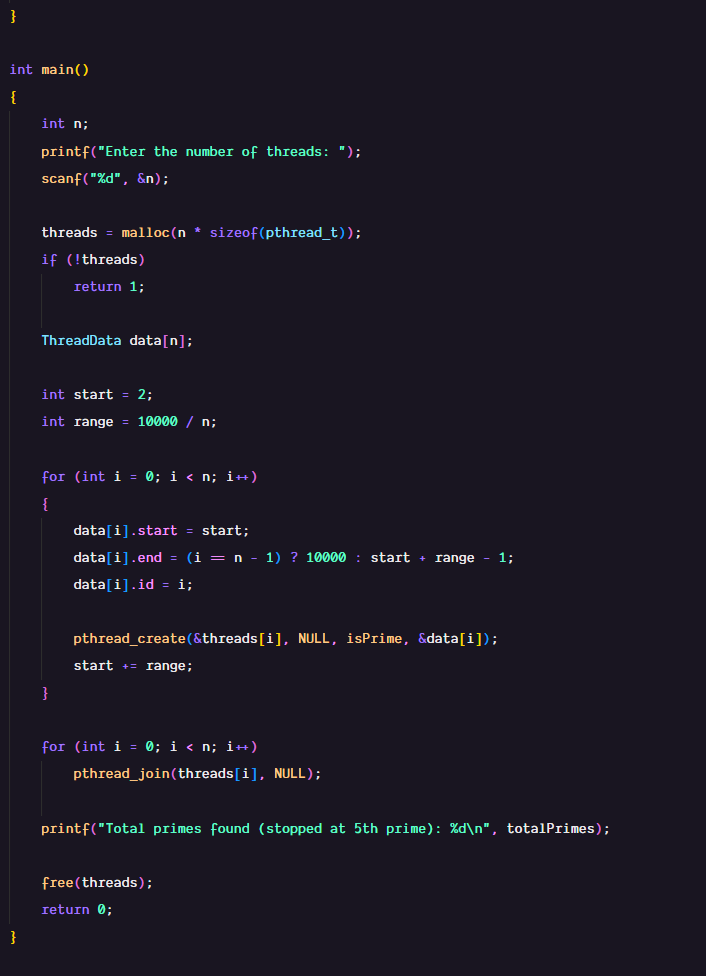 }
int main()
{
    int n;
    printf("Enter the number of threads: ");
    scanf("%d", &n);
    threads = malloc(n * sizeof(pthread_t));
    if (!threads)
        return 1;
    ThreadData data[n];
    int start = 2;
    int range = 10000 / n;
    for (int i = 0; i < n; i++)
    {
        data[i].start = start;
        data[i].end = (i == n - 1) ? 10000 : start + range - 1;
        data[i].id = i;
        pthread_create(&threads[i], NULL, isPrime, &data[i]);
        start += range;
    }
    for (int i = 0; i < n; i++)
        pthread_join(threads[i], NULL);
    printf("Total primes found (stopped at 5th prime): %d\n", totalPrimes);
    free(threads);
    return 0;
}